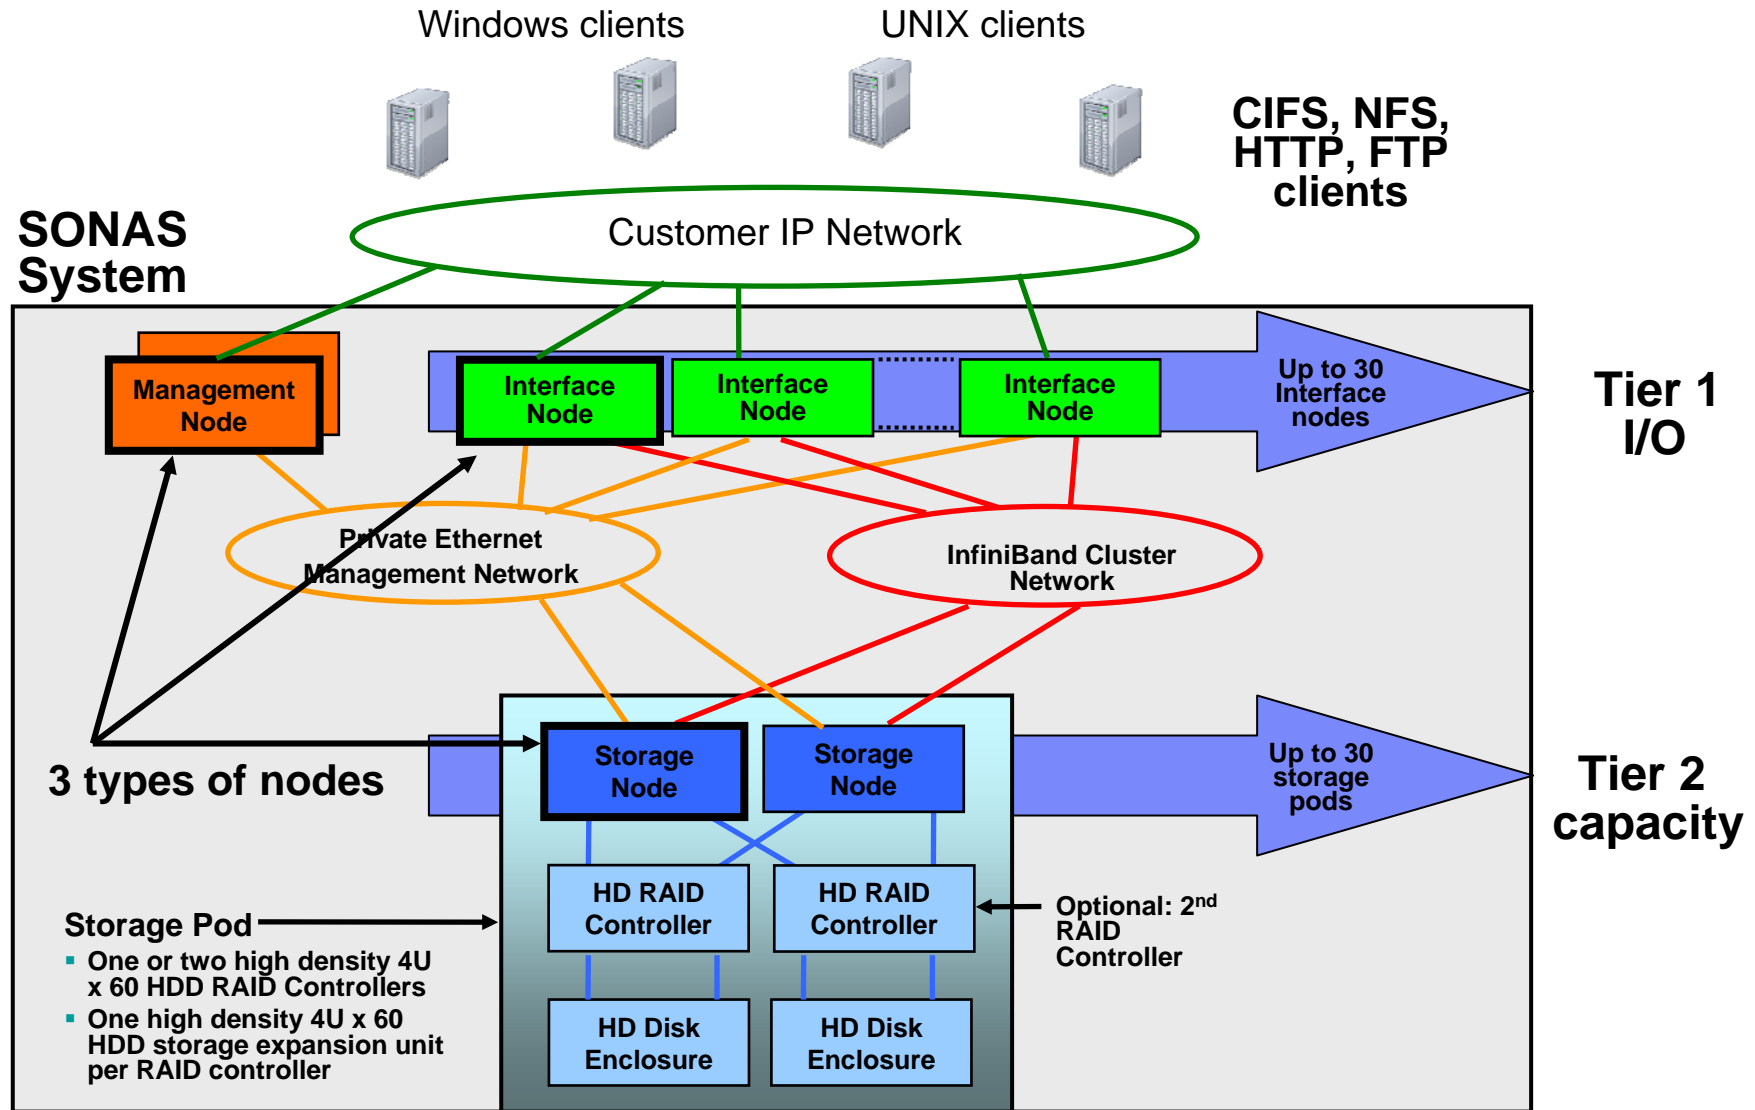 Windows clients
UNIX clients
CIFS, NFS,
HTTP, FTP
clients
SONAS
System
Customer IP Network
Management
Node
Interface
Node
Interface
Node
Interface
Node
Up to 30
Interface
nodes
Tier 1
I/O
Private Ethernet
Management Network
InfiniBand Cluster
Network
3 types of nodes
Storage
Node
Storage
Node
Up to 30
storage
pods
Tier 2
capacity
HD RAID
Controller
HD RAID
Controller
Optional: 2nd
RAID
Controller
Storage Pod
▪ One or two high density 4U
x 60 HDD RAID Controllers
▪ One high density 4U x 60
HDD storage expansion unit
per RAID controller
HD Disk
Enclosure
HD Disk
Enclosure